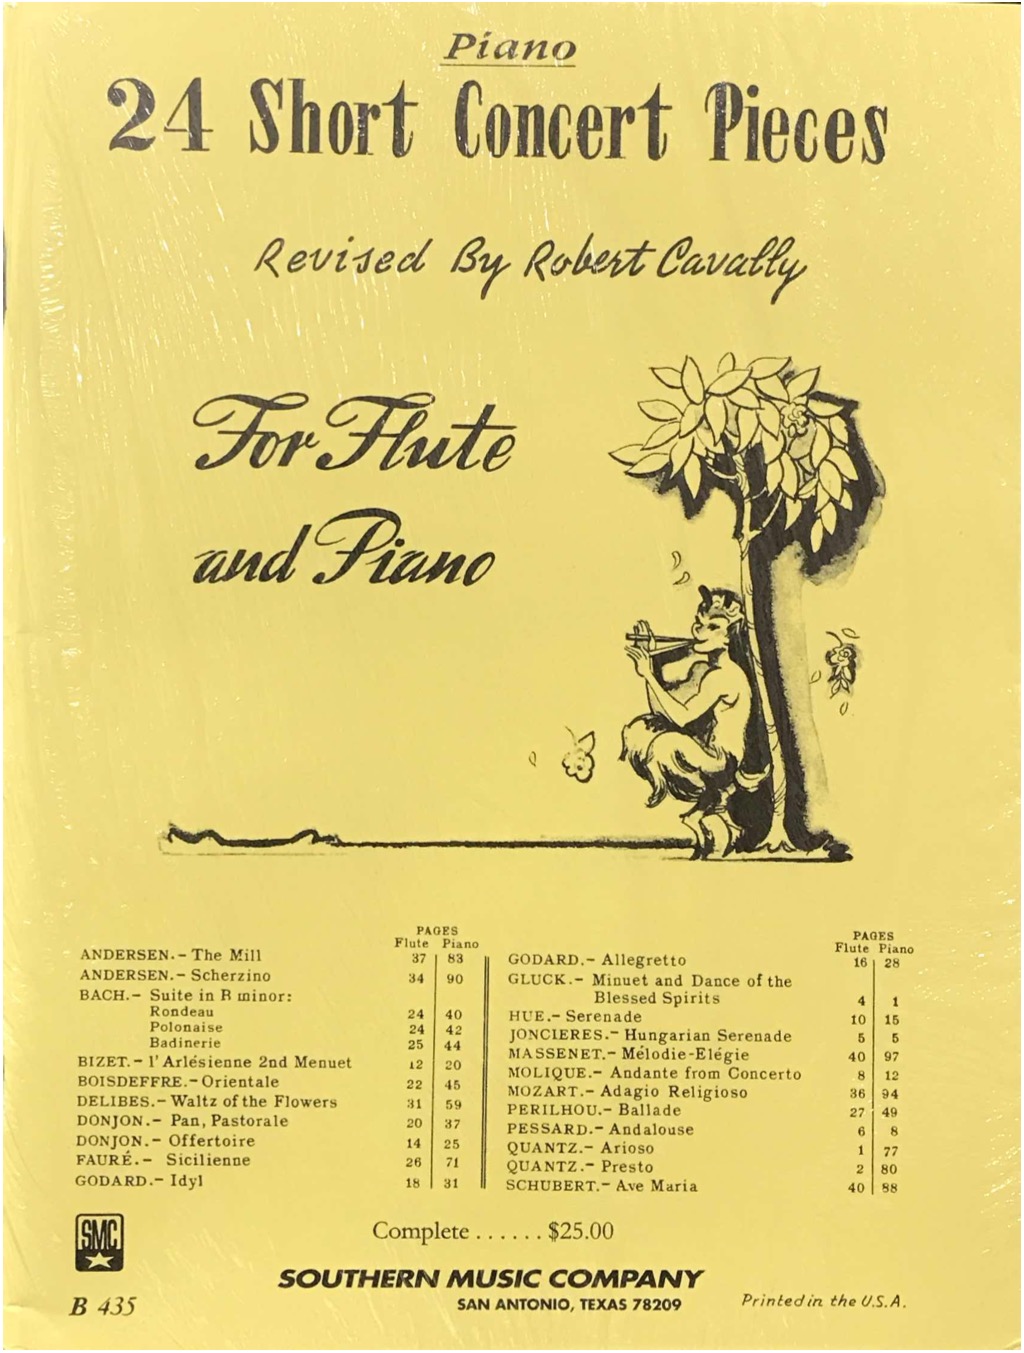 Piano
24 Short Concert Pieces
Revised By Robert Cavally
For Flute
and Piano
PAGES
Flute Piano
ANDERSEN.- The Mill 37 83
ANDERSEN.- Scherzino 34 90
BACH.- Suite in B minor:
Rondeau 24 40
Polonaise 24 42
Badinerie 25 44
BIZET.- l'Arlésienne 2nd Menuet 12 20
BOISDEFFRE.- Orientale 22 45
DELIBES.- Waltz of the Flowers 31 59
DONJON.- Pan, Pastorale 20 37
DONJON.- Offertoire 14 25
FAURÉ.- Sicilienne 26 71
GODARD.- Idyl 18 31
PAGES
Flute Piano
GODARD.- Allegretto 16 28
GLUCK.- Minuet and Dance of the
Blessed Spirits 4 1
HUE.- Serenade 10 15
JONCIERES.- Hungarian Serenade 5 5
MASSENET.- Mélodie-Elégie 40 97
MOLIQUE.- Andante from Concerto 8 12
MOZART.- Adagio Religioso 36 94
PERILHOU.- Ballade 27 49
PESSARD.- Andalouse 6 8
QUANTZ.- Arioso 1 77
QUANTZ.- Presto 2 80
SCHUBERT.- Ave Maria 40 88
Complete . . . . . . $25.00
SMC
SOUTHERN MUSIC COMPANY
SAN ANTONIO, TEXAS 78209
B 435
Printed in the U.S.A.